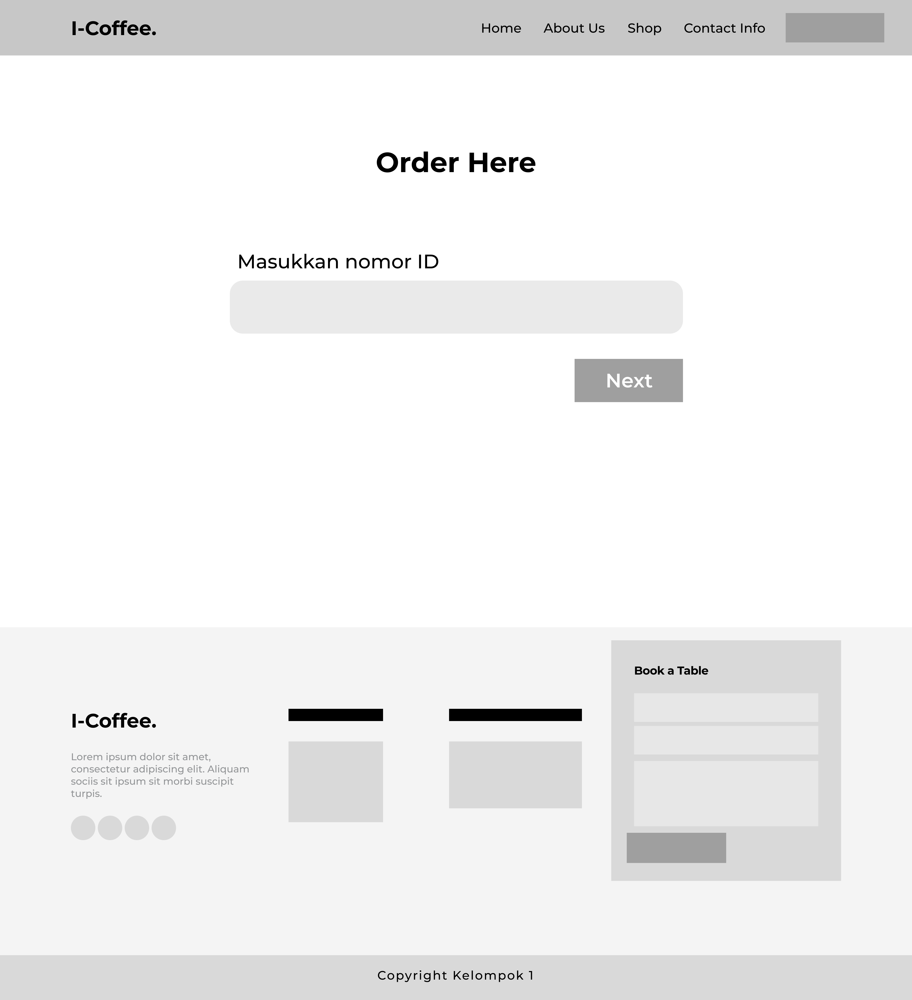 I-Coffee.
Home
About Us
Shop
Contact Info
Order Here
Masukkan nomor ID
Next
Book a Table
I-Coffee.
Lorem ipsum dolor sit amet,
consectetur adipiscing elit. Aliquam
sociis sit ipsum sit morbi suscipit
turpis.
Copyright Kelompok 1